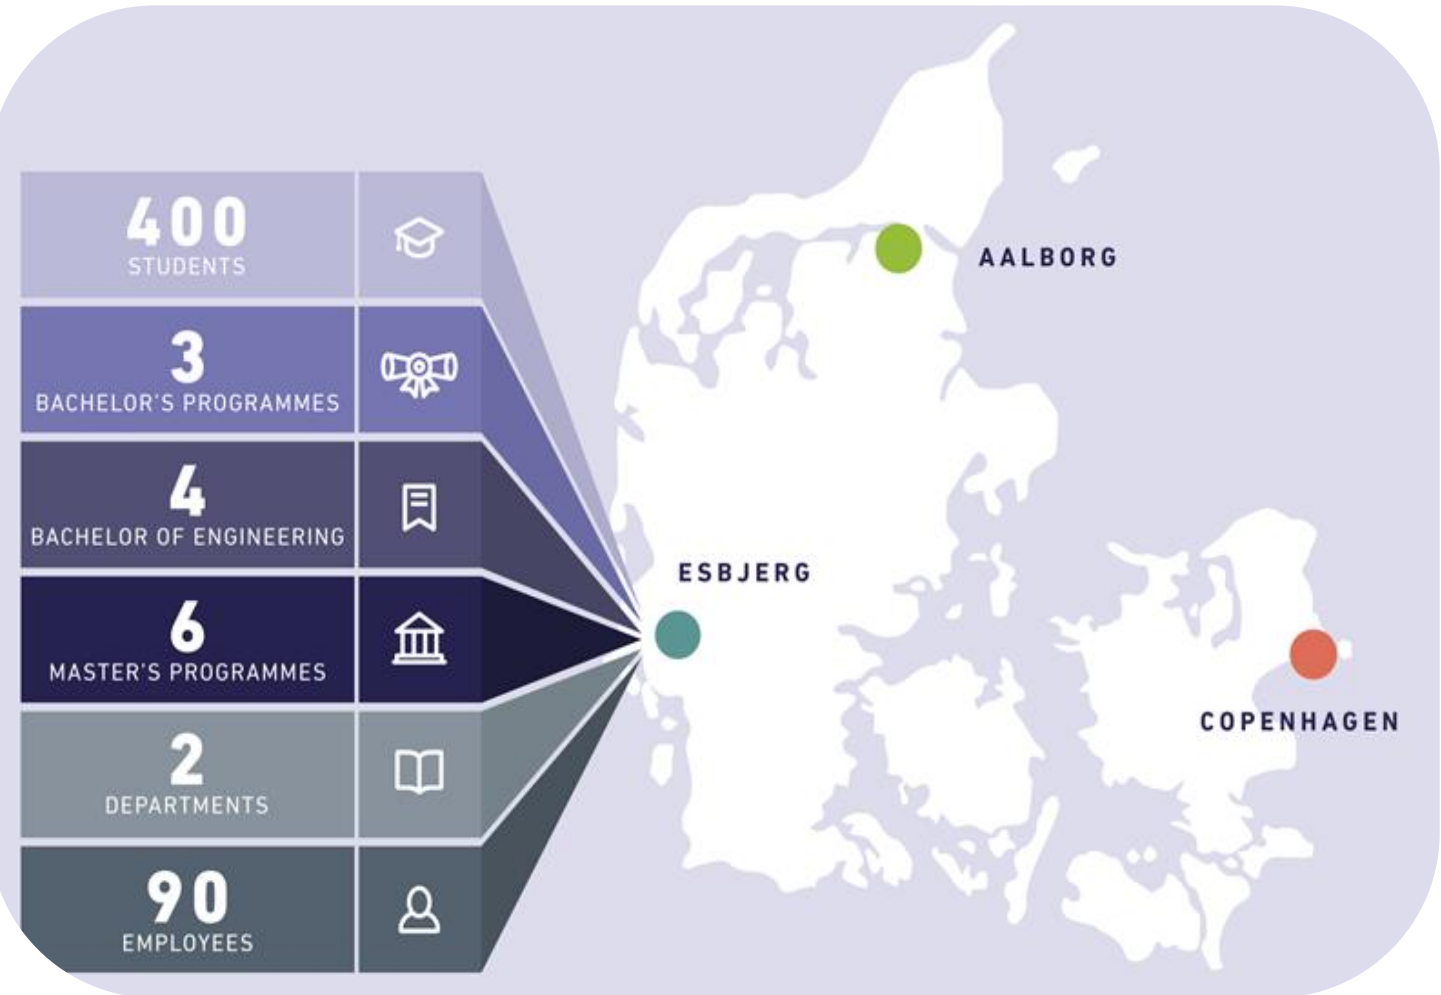 400
STUDENTS
3
BACHELOR'S PROGRAMMES
4
BACHELOR OF ENGINEERING
6
MASTER'S PROGRAMMES
2
DEPARTMENTS
90
EMPLOYEES
AALBORG
ESBJERG
COPENHAGEN